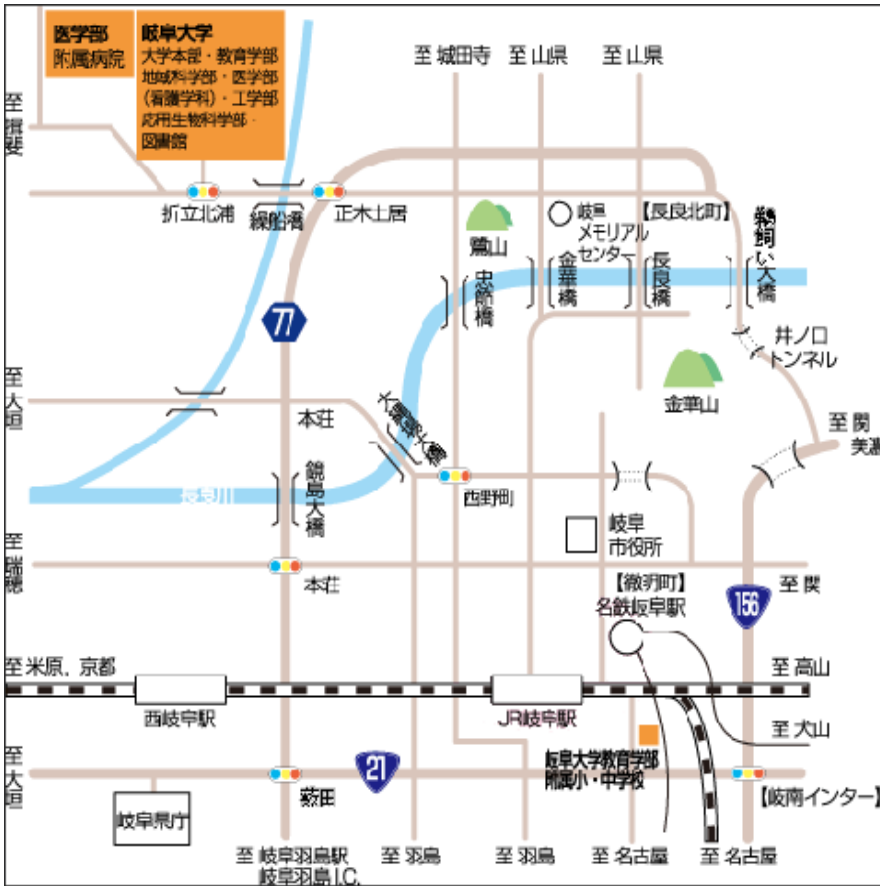 医学部
附属病院
岐阜大学
大学本部・教育学部
地域科学部・医学部
(看護学科)・工学部
応用生物科学部・
図書館
至 城田寺
至 山県
至 山県
至 揖斐
折立北浦
繰船橋
正木土居
鷺山
岐阜
メモリアル
センター
【長良北町】
鵜飼い大橋
忠節橋
金華橋
長良橋
77
井ノ口
トンネル
金華山
至 大垣
本荘
大縄場大橋
至 関
美濃
長良川
鏡島大橋
西野町
岐阜
市役所
至 瑞穂
本荘
【徹明町】
名鉄岐阜駅
至 関
156
至 米原, 京都
至 高山
西岐阜駅
JR岐阜駅
至 犬山
至 大垣
21
薮田
岐阜大学教育学部
附属小・中学校
【岐南インター】
岐阜県庁
至 岐阜羽島駅
岐阜羽島I.C.
至 羽島
至 羽島
至 名古屋
至 名古屋